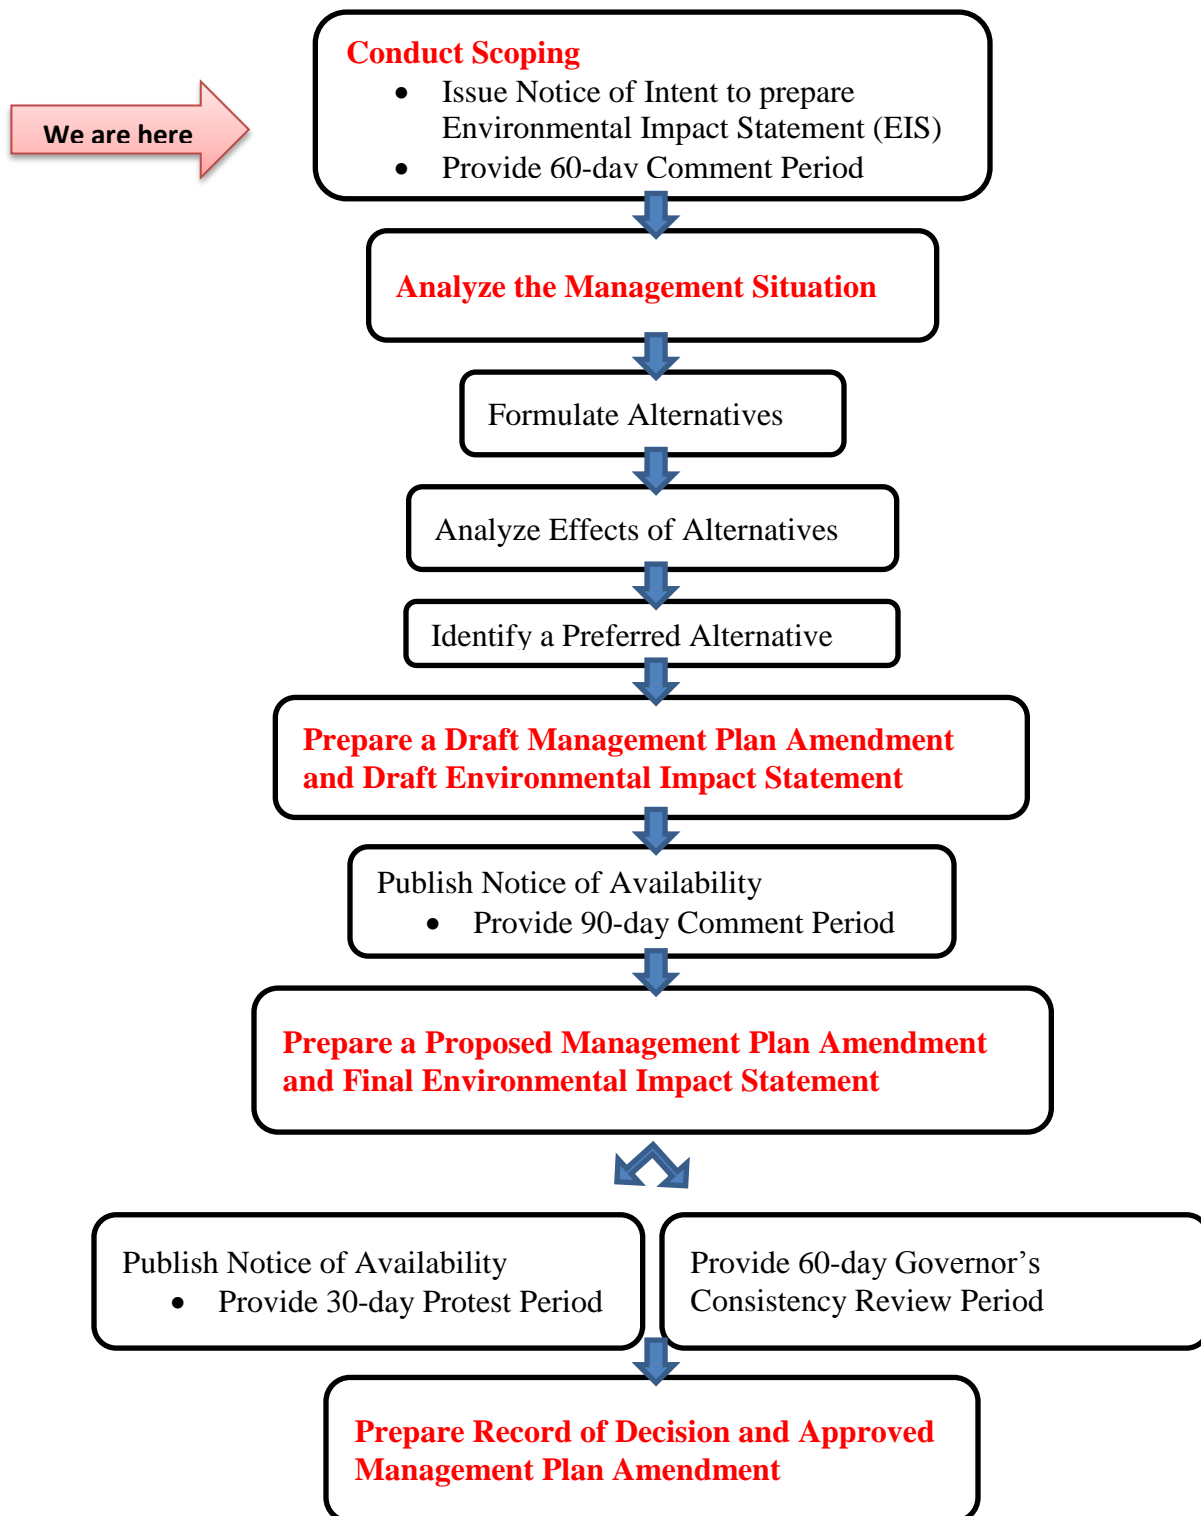 Conduct Scoping
• Issue Notice of Intent to prepare
Environmental Impact Statement (EIS)
• Provide 60-day Comment Period
We are here
Analyze the Management Situation
Formulate Alternatives
Analyze Effects of Alternatives
Identify a Preferred Alternative
Prepare a Draft Management Plan Amendment
and Draft Environmental Impact Statement
Publish Notice of Availability
• Provide 90-day Comment Period
Prepare a Proposed Management Plan Amendment
and Final Environmental Impact Statement
Publish Notice of Availability
• Provide 30-day Protest Period
Provide 60-day Governor’s
Consistency Review Period
Prepare Record of Decision and Approved
Management Plan Amendment